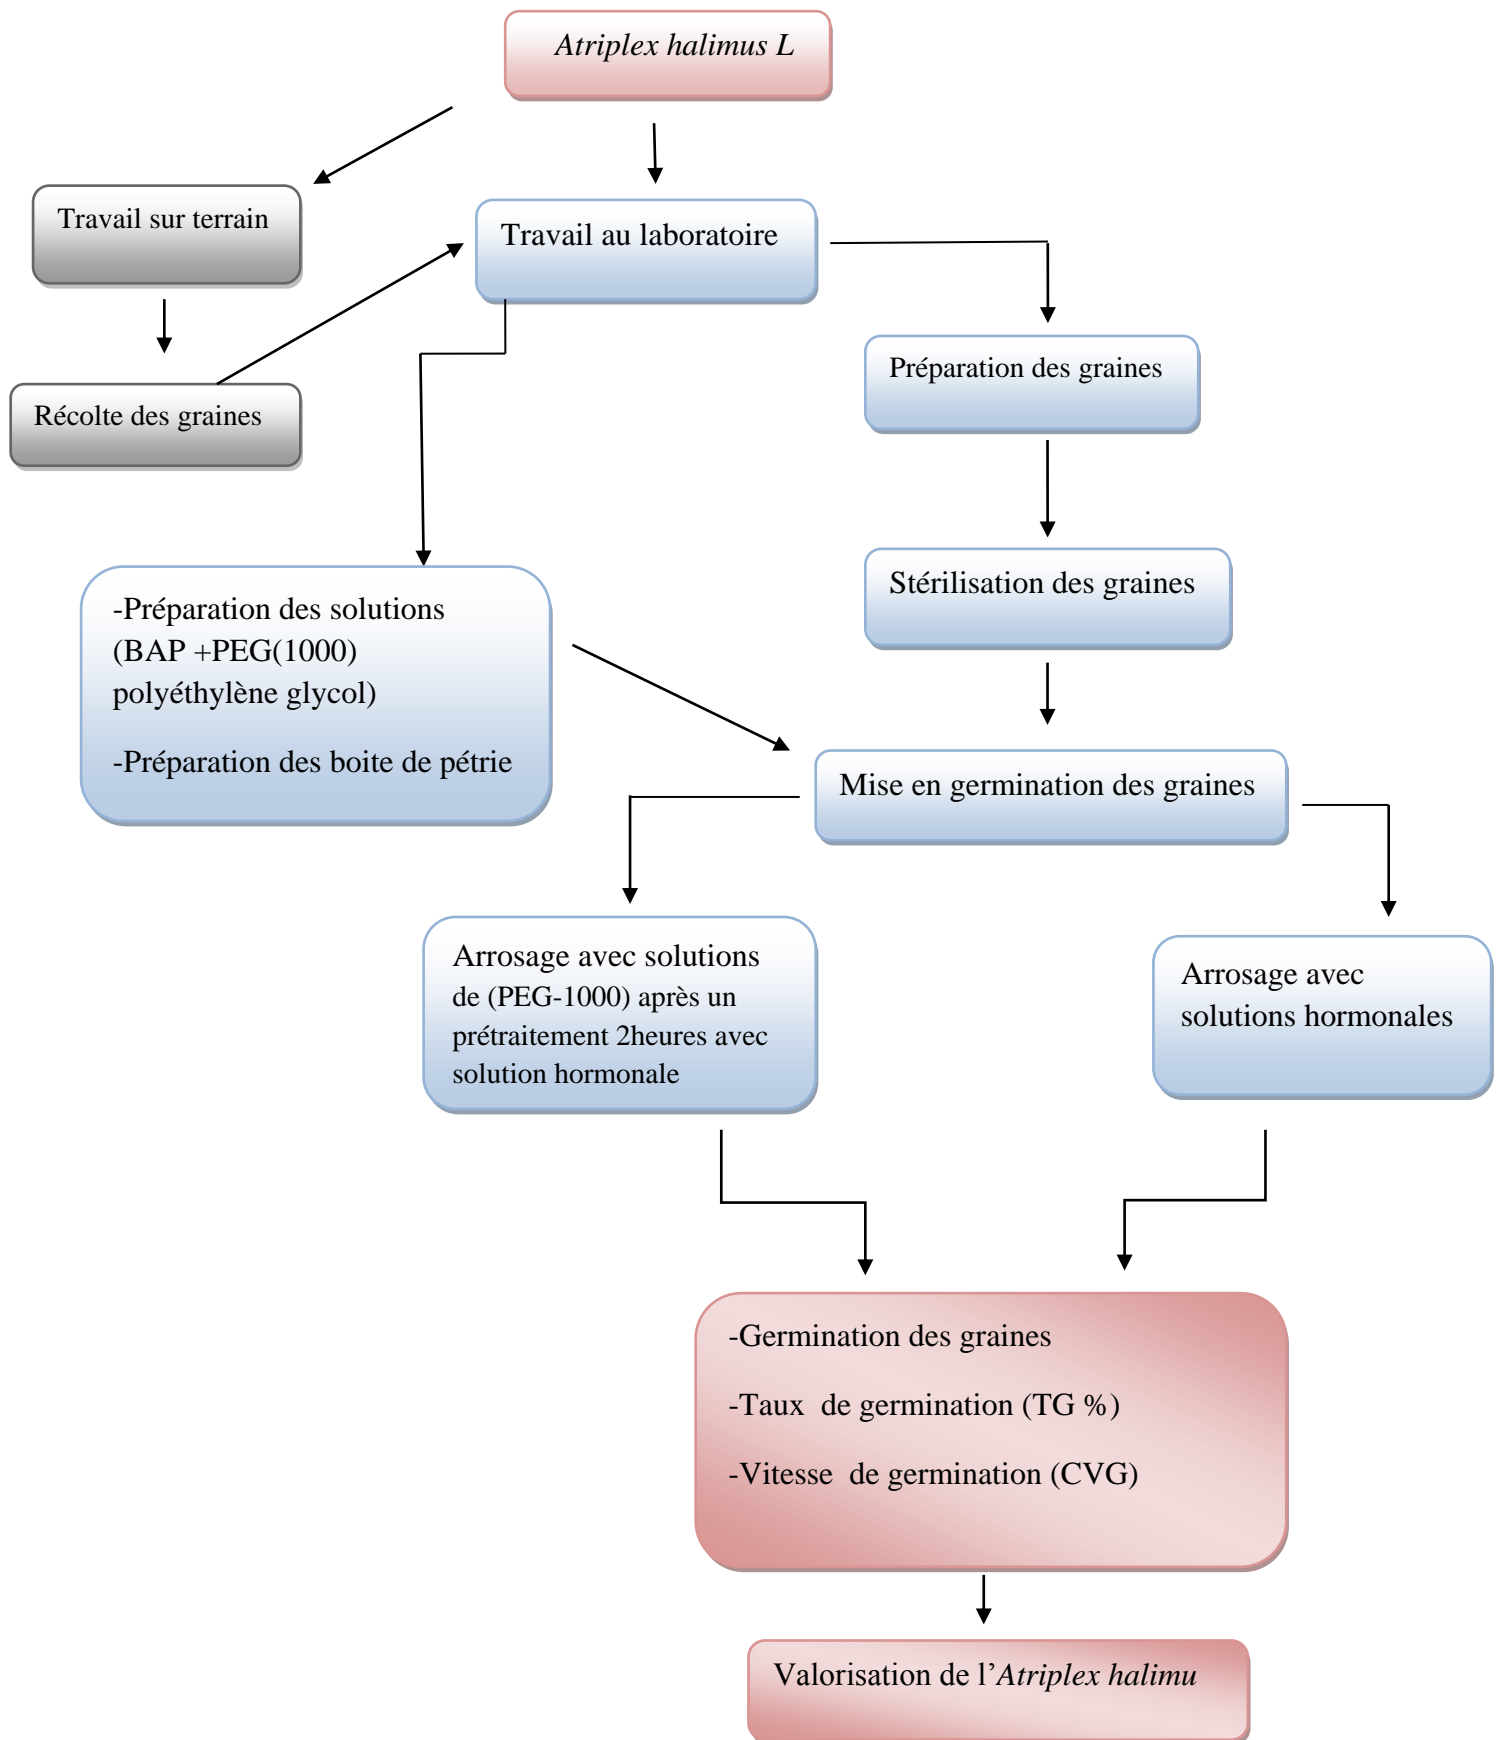 Atriplex halimus L
Travail sur terrain
Travail au laboratoire
Récolte des graines
Préparation des graines
Stérilisation des graines
-Préparation des solutions
(BAP +PEG(1000)
polyéthylène glycol)
-Préparation des boite de pétrie
Mise en germination des graines
Arrosage avec solutions
de (PEG-1000) après un
prétraitement 2heures avec
solution hormonale
Arrosage avec
solutions hormonales
-Germination des graines
-Taux  de germination (TG %)
-Vitesse  de germination (CVG)
Valorisation de l’Atriplex halimu